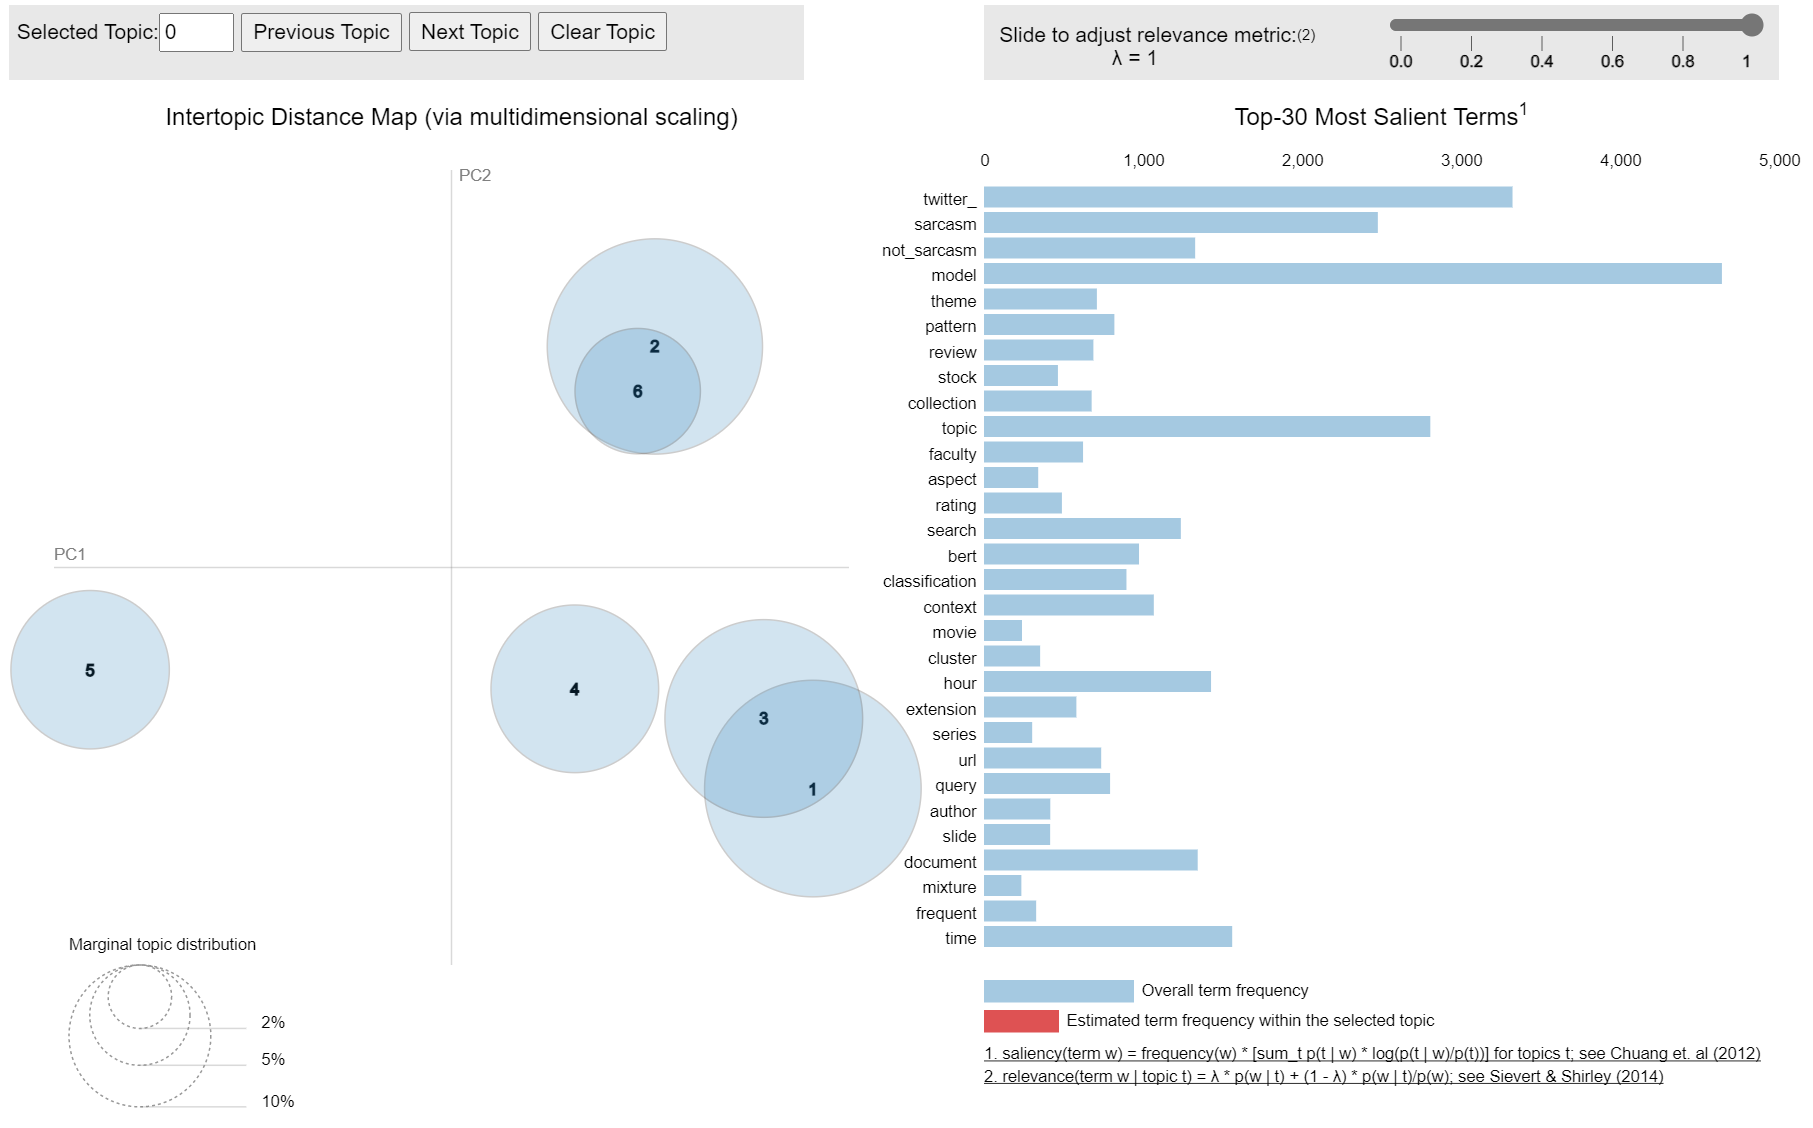 Selected Topic: 0 Previous Topic Next Topic Clear Topic
Slide to adjust relevance metric:(2)
λ = 1
0.0 0.2 0.4 0.6 0.8 1
Intertopic Distance Map (via multidimensional scaling)
PC2
PC1
2
6
5
4
3
1
Marginal topic distribution
2%
5%
10%
Top-30 Most Salient Terms1
0 1,000 2,000 3,000 4,000 5,000
twitter_
sarcasm
not_sarcasm
model
theme
pattern
review
stock
collection
topic
faculty
aspect
rating
search
bert
classification
context
movie
cluster
hour
extension
series
url
query
author
slide
document
mixture
frequent
time
Overall term frequency
Estimated term frequency within the selected topic
1. saliency(term w) = frequency(w) * [sum_t p(t | w) * log(p(t | w)/p(t))] for topics t; see Chuang et. al (2012)
2. relevance(term w | topic t) = λ * p(w | t) + (1 - λ) * p(w | t)/p(w); see Sievert & Shirley (2014)